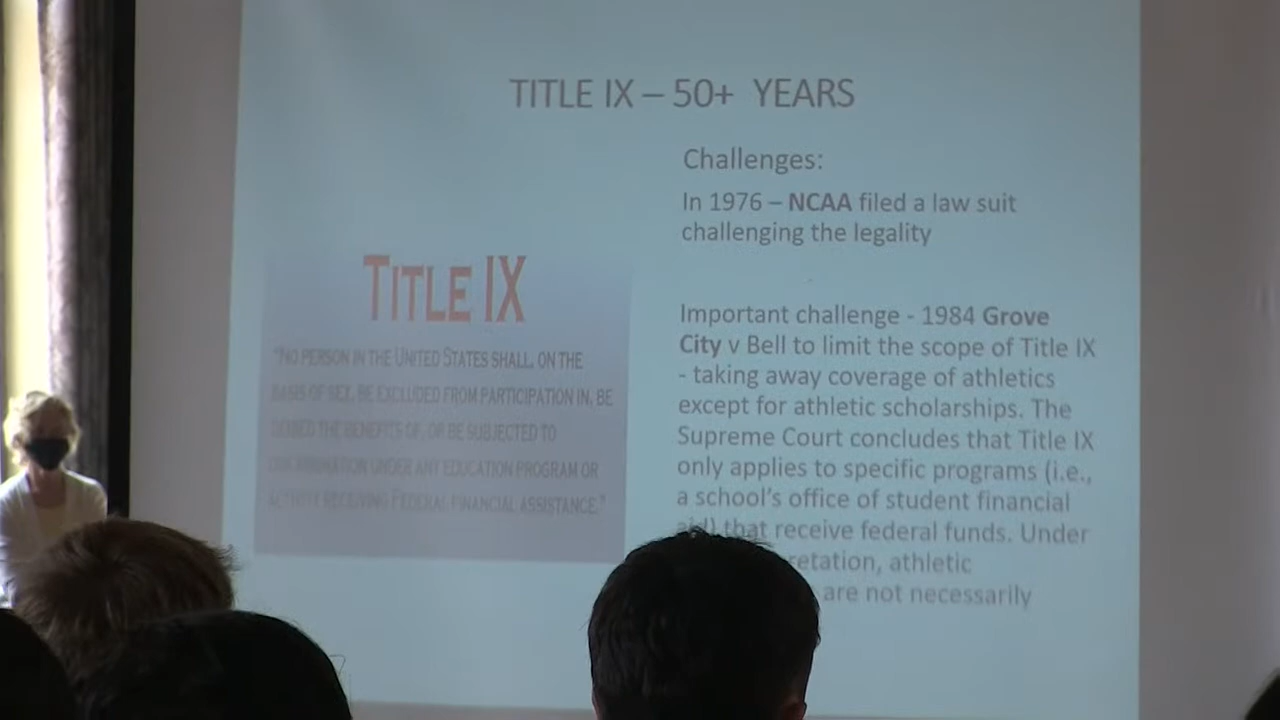 TITLE IX – 50+ YEARS
TITLE IX
"NO PERSON IN THE UNITED STATES SHALL, ON THE
BASIS OF SEX, BE EXCLUDED FROM PARTICIPATION IN, BE
DENIED THE BENEFITS OF, OR BE SUBJECTED TO
DISCRIMINATION UNDER ANY EDUCATION PROGRAM OR
ACTIVITY RECEIVING FEDERAL FINANCIAL ASSISTANCE."
Challenges:
In 1976 – NCAA filed a law suit
challenging the legality
Important challenge - 1984 Grove
City v Bell to limit the scope of Title IX
- taking away coverage of athletics
except for athletic scholarships. The
Supreme Court concludes that Title IX
only applies to specific programs (i.e.,
a school's office of student financial
aid) that receive federal funds. Under
athletic
are not necessarily